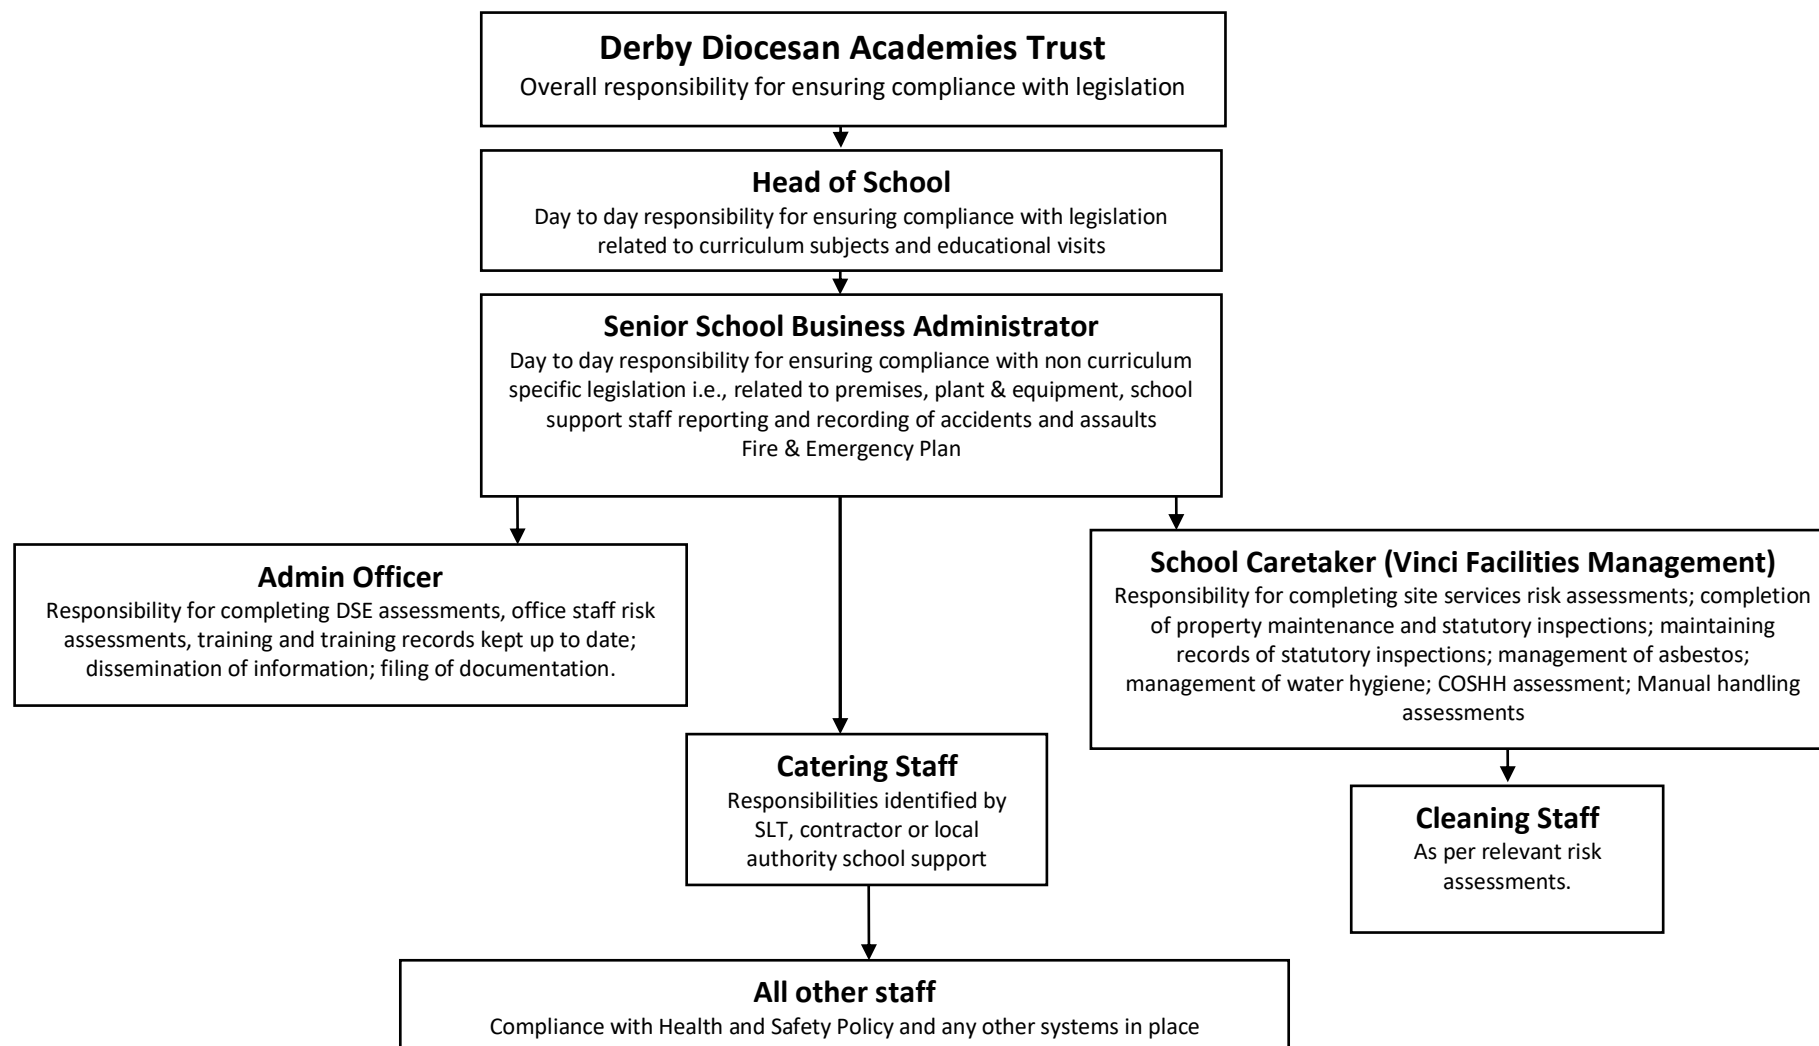 Derby Diocesan Academies Trust
Overall responsibility for ensuring compliance with legislation
Head of School
Day to day responsibility for ensuring compliance with legislation
related to curriculum subjects and educational visits
Senior School Business Administrator
Day to day responsibility for ensuring compliance with non curriculum
specific legislation i.e., related to premises, plant & equipment, school
support staff reporting and recording of accidents and assaults
Fire & Emergency Plan
Admin Officer
Responsibility for completing DSE assessments, office staff risk
assessments, training and training records kept up to date;
dissemination of information; filing of documentation.
School Caretaker (Vinci Facilities Management)
Responsibility for completing site services risk assessments; completion
of property maintenance and statutory inspections; maintaining
records of statutory inspections; management of asbestos;
management of water hygiene; COSHH assessment; Manual handling
assessments
Catering Staff
Responsibilities identified by
SLT, contractor or local
authority school support
Cleaning Staff
As per relevant risk
assessments.
All other staff
Compliance with Health and Safety Policy and any other systems in place